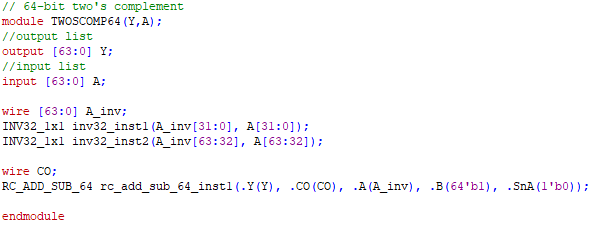 // 64-bit two's complement
module TWOSCOMP64(Y,A);
//output list
output [63:0] Y;
//input list
input [63:0] A;
wire [63:0] A_inv;
INV32_1x1 inv32_inst1(A_inv[31:0], A[31:0]);
INV32_1x1 inv32_inst2(A_inv[63:32], A[63:32]);
wire CO;
RC_ADD_SUB_64 rc_add_sub_64_inst1(.Y(Y), .CO(CO), .A(A_inv), .B(64'b1), .SnA(1'b0));
endmodule